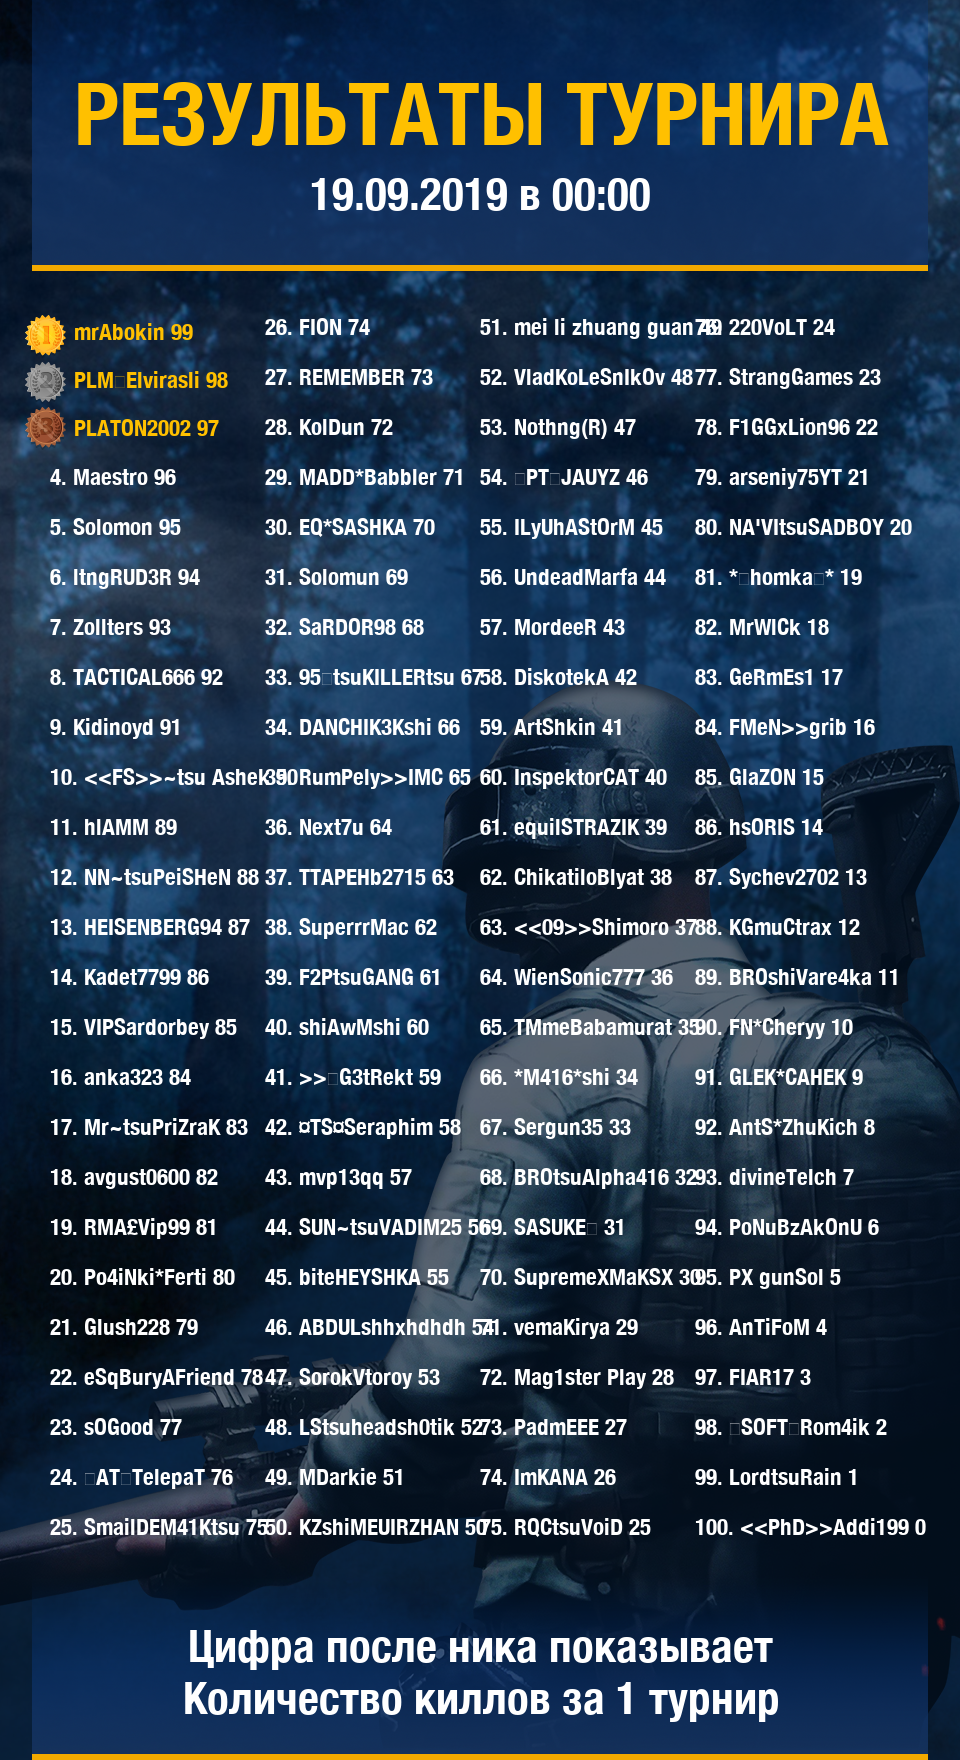 РЕЗУЛЬТАТЫ ТУРНИРА
19.09.2019 в 00:00
1 mrAbokin 99
2 PLM□Elvirasli 98
3 PLATON2002 97
4. Maestro 96
5. Solomon 95
6. ItngRUD3R 94
7. Zollters 93
8. TACTICAL666 92
9. Kidinoyd 91
10. <<FS>>~tsu Ashek 90
11. hlAMM 89
12. NN~tsuPeiSHeN 88
13. HEISENBERG94 87
14. Kadet7799 86
15. VIPSardorbey 85
16. anka323 84
17. Mr~tsuPriZraK 83
18. avgust0600 82
19. RMA£Vip99 81
20. Po4iNki*Ferti 80
21. Glush228 79
22. eSqBuryAFriend 78
23. sOGood 77
24. □AT□TelepaT 76
25. SmailDEM41Ktsu 75
26. FION 74
27. REMEMBER 73
28. KolDun 72
29. MADD*Babbler 71
30. EQ*SASHKA 70
31. Solomun 69
32. SaRDOR98 68
33. 95□tsuKILLERtsu 67
34. DANCHIK3Kshi 66
35. RumPely>>IMC 65
36. Next7u 64
37. TTAPEHb2715 63
38. SuperrrMac 62
39. F2PtsuGANG 61
40. shiAwMshi 60
41. >>□G3tRekt 59
42. ¤TS¤Seraphim 58
43. mvp13qq 57
44. SUN~tsuVADIM25 56
45. biteHEYSHKA 55
46. ABDULshhxhdhdh 54
47. SorokVtoroy 53
48. LStsuheadsh0tik 52
49. MDarkie 51
50. KZshiMEUIRZHAN 50
51. mei li zhuang guan 49
52. VladKoLeSnIkOv 48
53. Nothng(R) 47
54. □PT□JAUYZ 46
55. ILyUhAStOrM 45
56. UndeadMarfa 44
57. MordeeR 43
58. DiskotekA 42
59. ArtShkin 41
60. InspektorCAT 40
61. equilSTRAZIK 39
62. ChikatiloBlyat 38
63. <<09>>Shimoro 37
64. WienSonic777 36
65. TMmeBabamurat 35
66. *M416*shi 34
67. Sergun35 33
68. BROtsuAlpha416 32
69. SASUKE□ 31
70. SupremeXMaKSX 30
71. vemaKirya 29
72. Mag1ster Play 28
73. PadmEEE 27
74. ImKANA 26
75. RQCtsuVoiD 25
76. 220VoLT 24
77. StrangGames 23
78. F1GGxLion96 22
79. arseniy75YT 21
80. NA'VItsuSADBOY 20
81. *□homka□* 19
82. MrWICk 18
83. GeRmEs1 17
84. FMeN>>grib 16
85. GlaZON 15
86. hsORIS 14
87. Sychev2702 13
88. KGmuCtrax 12
89. BROshiVare4ka 11
90. FN*Cheryy 10
91. GLEK*CAHEK 9
92. AntS*ZhuKich 8
93. divineTelch 7
94. PoNuBzAkOnU 6
95. PX gunSol 5
96. AnTiFoM 4
97. FIAR17 3
98. □SOFT□Rom4ik 2
99. LordtsuRain 1
100. <<PhD>>Addi199 0
Цифра после ника показывает
Количество киллов за 1 турнир